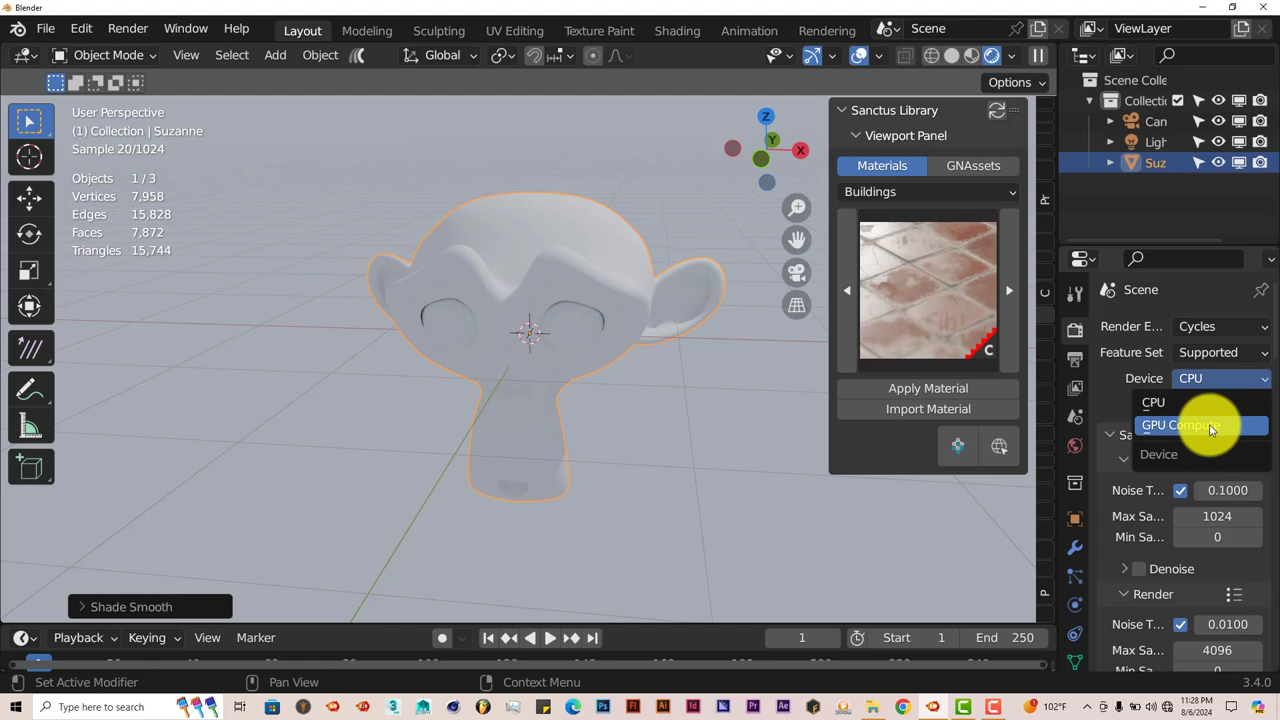 Blender
File Edit Render Window Help Layout Modeling Sculpting UV Editing Texture Paint Shading Animation Rendering Scene ViewLayer
Object Mode View Select Add Object Global
Options
User Perspective
(1) Collection | Suzanne
Sample 20/1024
Objects 1 / 3
Vertices 7,958
Edges 15,828
Faces 7,872
Triangles 15,744
Z
Y
X
Sanctus Library
Viewport Panel
Materials GNAssets
Buildings
C
Apply Material
Import Material
Scene Colle
Collecti
Can
Ligh
Suz
Scene
Render E... Cycles
Feature Set Supported
Device CPU
CPU
GPU Compute
Device
Sa
Noise T... 0.1000
Max Sa... 1024
Min Sa... 0
Denoise
Render
Noise T... 0.0100
Max Sa... 4096
Shade Smooth
Playback Keying View Marker 1 Start 1 End 250
Set Active Modifier Pan View Context Menu 3.4.0
Type here to search
102°F
11:28 PM
8/6/2024